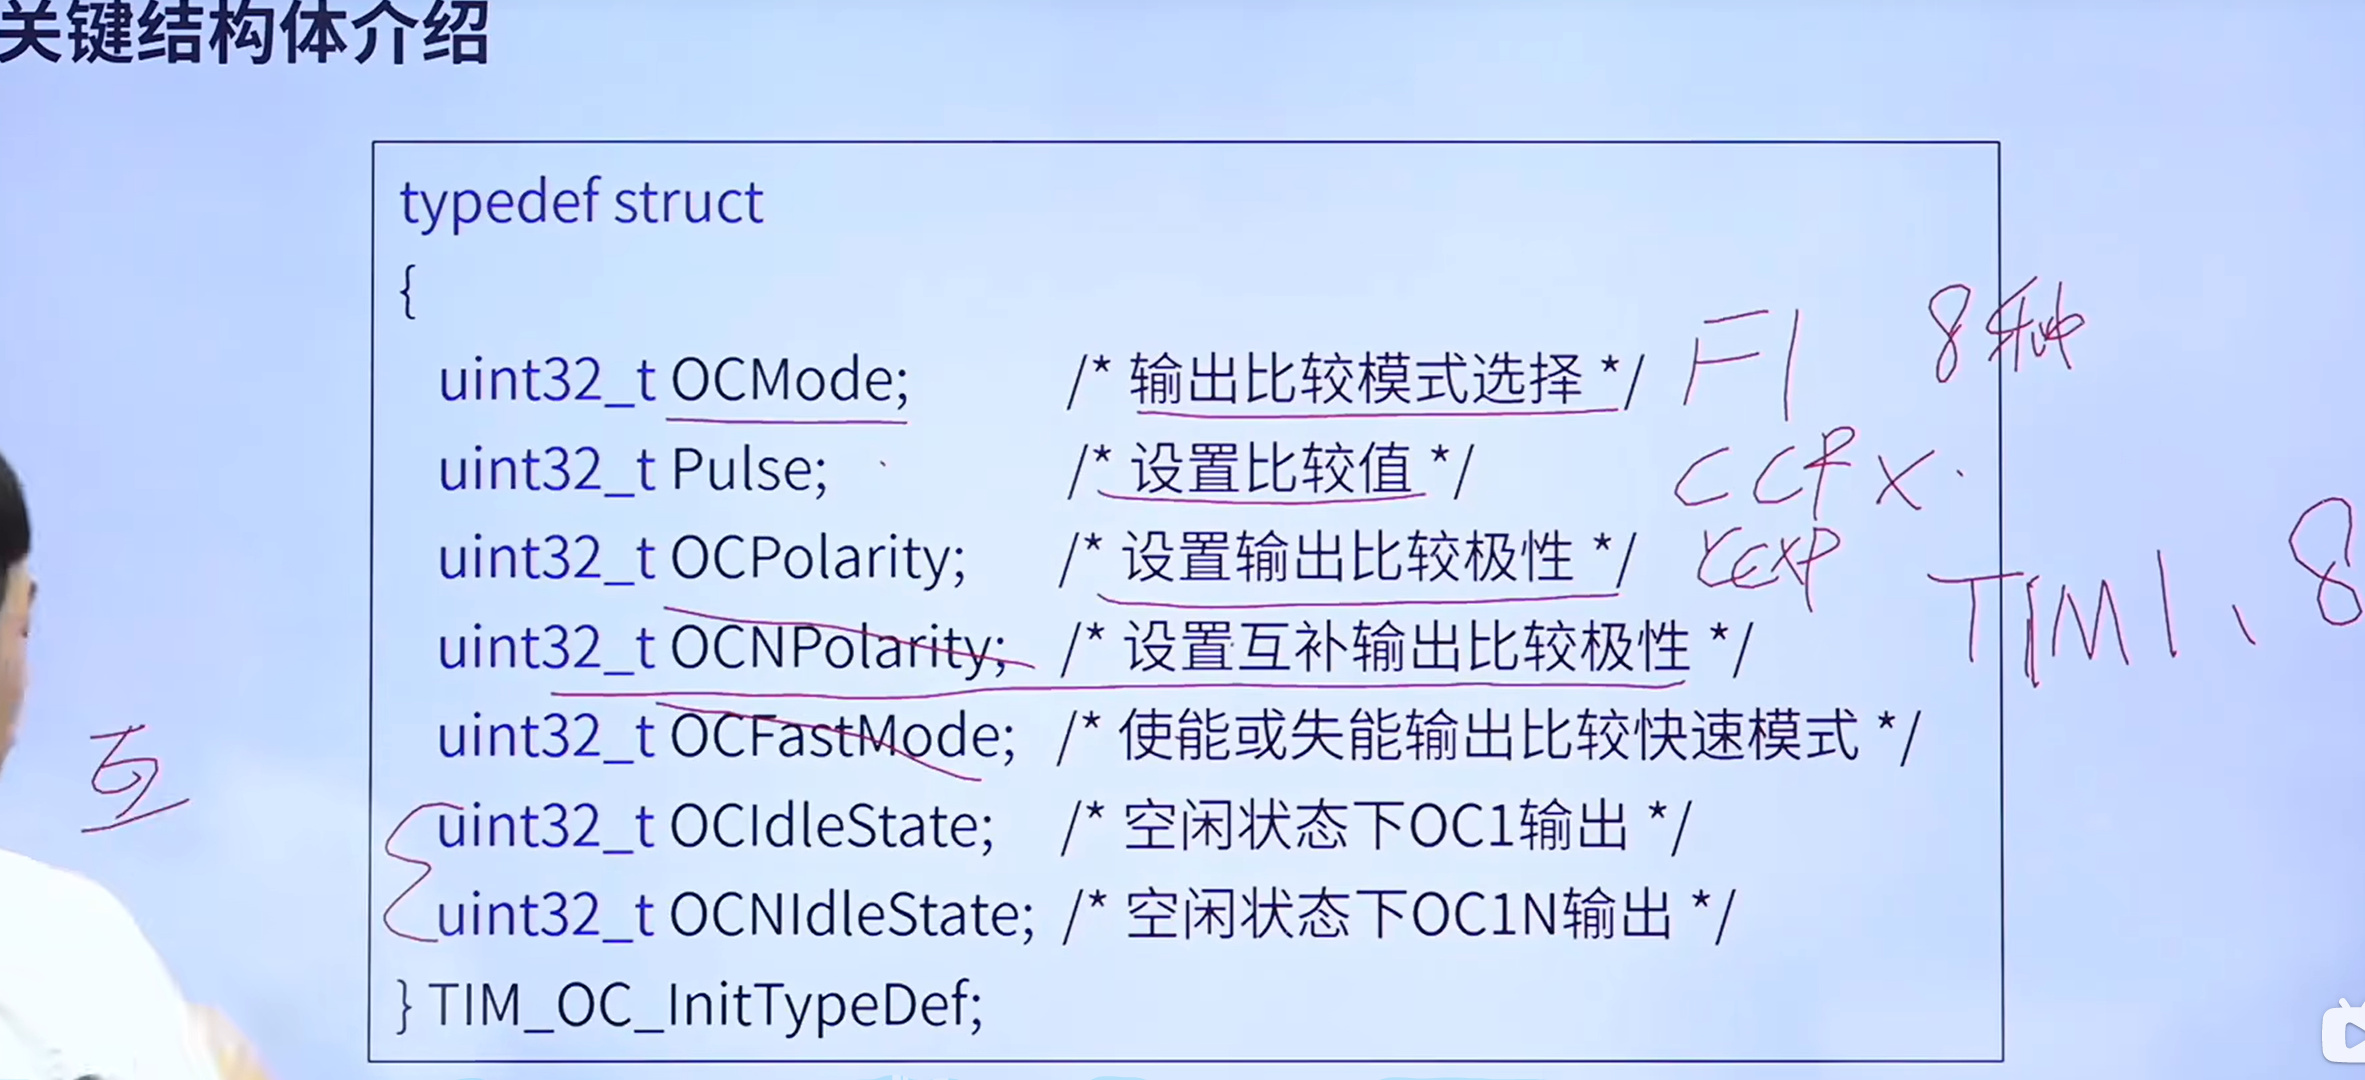 关键结构体介绍
typedef struct
{
uint32_t OCMode; /* 输出比较模式选择 */ F1 8种
uint32_t Pulse; /* 设置比较值 */ CCRX
uint32_t OCPolarity; /* 设置输出比较极性 */ CCXP
uint32_t OCNPolarity; /* 设置互补输出比较极性 */ TIM1、8
uint32_t OCFastMode; /* 使能或失能输出比较快速模式 */
互
uint32_t OCIdleState; /* 空闲状态下OC1输出 */
uint32_t OCNIdleState; /* 空闲状态下OC1N输出 */
} TIM_OC_InitTypeDef;